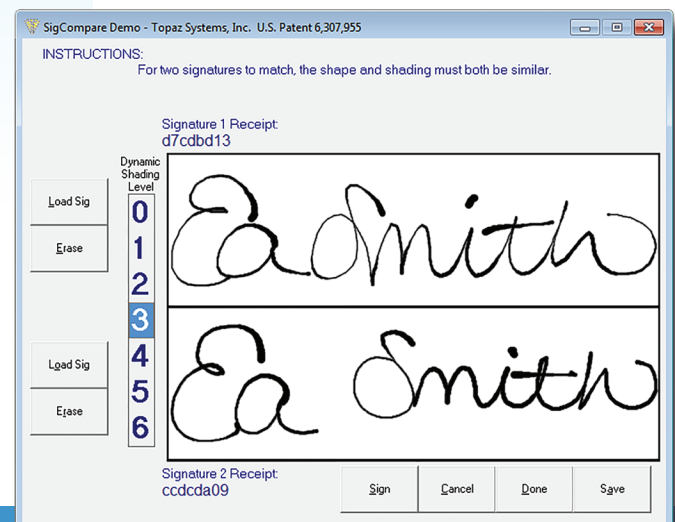 SigCompare Demo - Topaz Systems, Inc. U.S. Patent 6,307,955
INSTRUCTIONS:
For two signatures to match, the shape and shading must both be similar.
Signature 1 Receipt:
d7cdbd13
Dynamic
Shading
Level
Load Sig
Erase
0
1
2
3
4
5
6
Ea Smith
Load Sig
Erase
Ea Smith
Signature 2 Receipt:
ccdcda09
Sign
Cancel
Done
Save